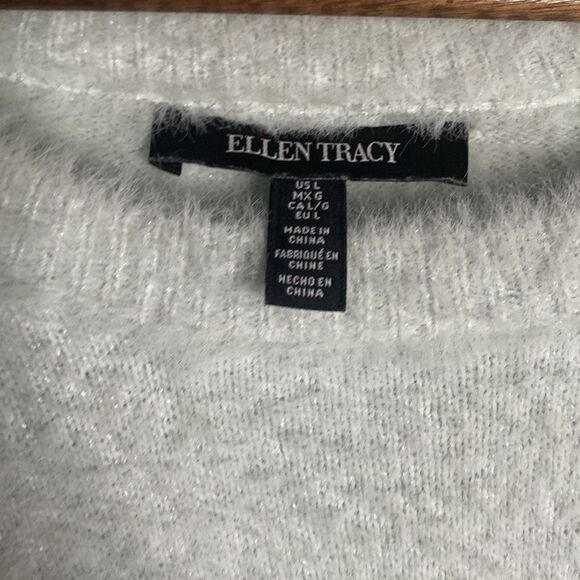 ELLEN TRACY
US L
MX G
CA L/G
EU L
MADE IN
CHINA
FABRIQUÉ EN
CHINE
HECHO EN
CHINA